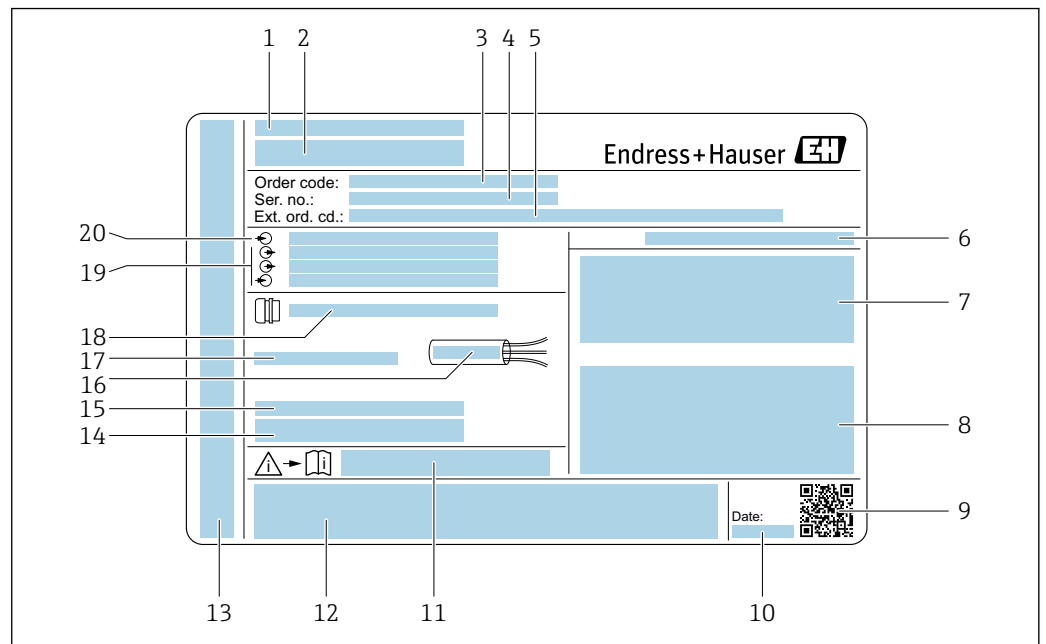 1 2 3 4 5
Endress+Hauser EH
Order code:
Ser. no.:
Ext. ord. cd.:
20 6
19
i i 7
18
17
16
15
14 8
Date: 9
13 12 11 10